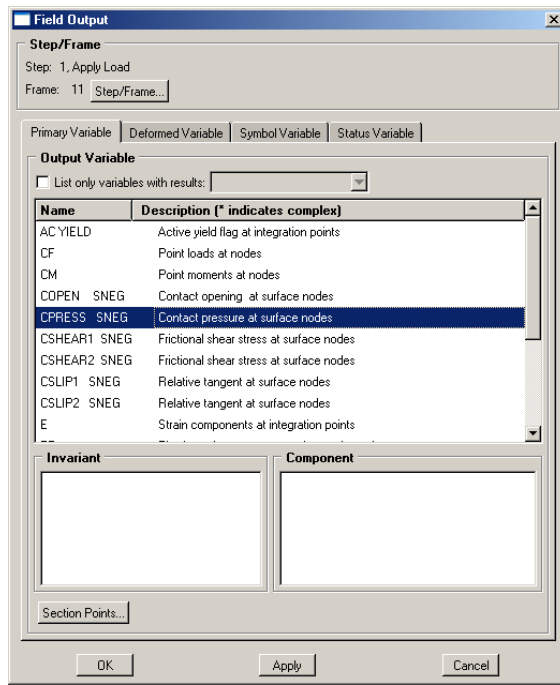 Field Output
Step/Frame
Step: 1, Apply Load
Frame: 11 Step/Frame...
Primary Variable Deformed Variable Symbol Variable Status Variable
Output Variable
List only variables with results:
Name Description (* indicates complex)
AC YIELD Active yield flag at integration points
CF Point loads at nodes
CM Point moments at nodes
COPEN SNEG Contact opening at surface nodes
CPRESS SNEG Contact pressure at surface nodes
CSHEAR1 SNEG Frictional shear stress at surface nodes
CSHEAR2 SNEG Frictional shear stress at surface nodes
CSLIP1 SNEG Relative tangent at surface nodes
CSLIP2 SNEG Relative tangent at surface nodes
E Strain components at integration points
Invariant Component
Section Points...
OK Apply Cancel